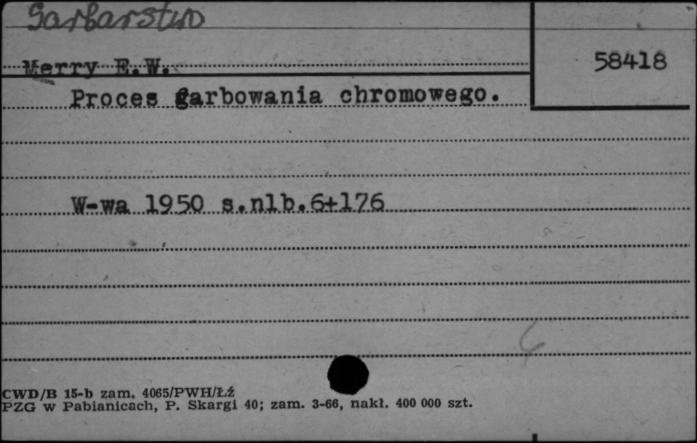 Garbarstwo
58418
Merry E.W.
Proces garbowania chromowego.
W-wa 1950 s.nlb.6+176
CWD/B 15-b zam. 4065/PWH/Łź
PZG w Pabianicach, P. Skargi 40; zam. 3-66, nakł. 400 000 szt.